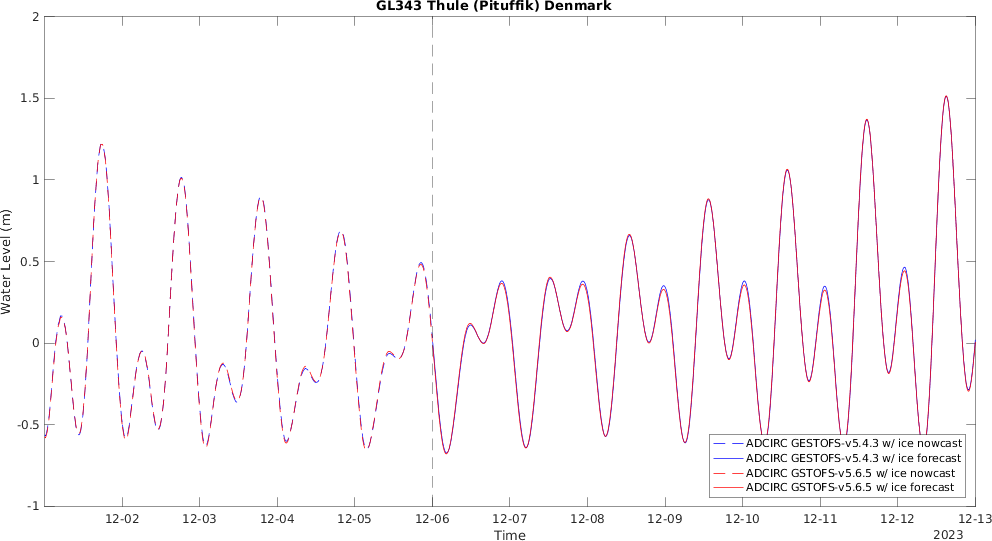 GL343 Thule (Pituffik) Denmark
2
1.5
1
0.5
0
-0.5
-1
Water Level (m)
12-02
12-03
12-04
12-05
12-06
12-07
12-08
12-09
12-10
12-11
12-12
12-13
Time
2023
ADCIRC GESTOFS-v5.4.3 w/ ice nowcast
ADCIRC GESTOFS-v5.4.3 w/ ice forecast
ADCIRC GSTOFS-v5.6.5 w/ ice nowcast
ADCIRC GSTOFS-v5.6.5 w/ ice forecast